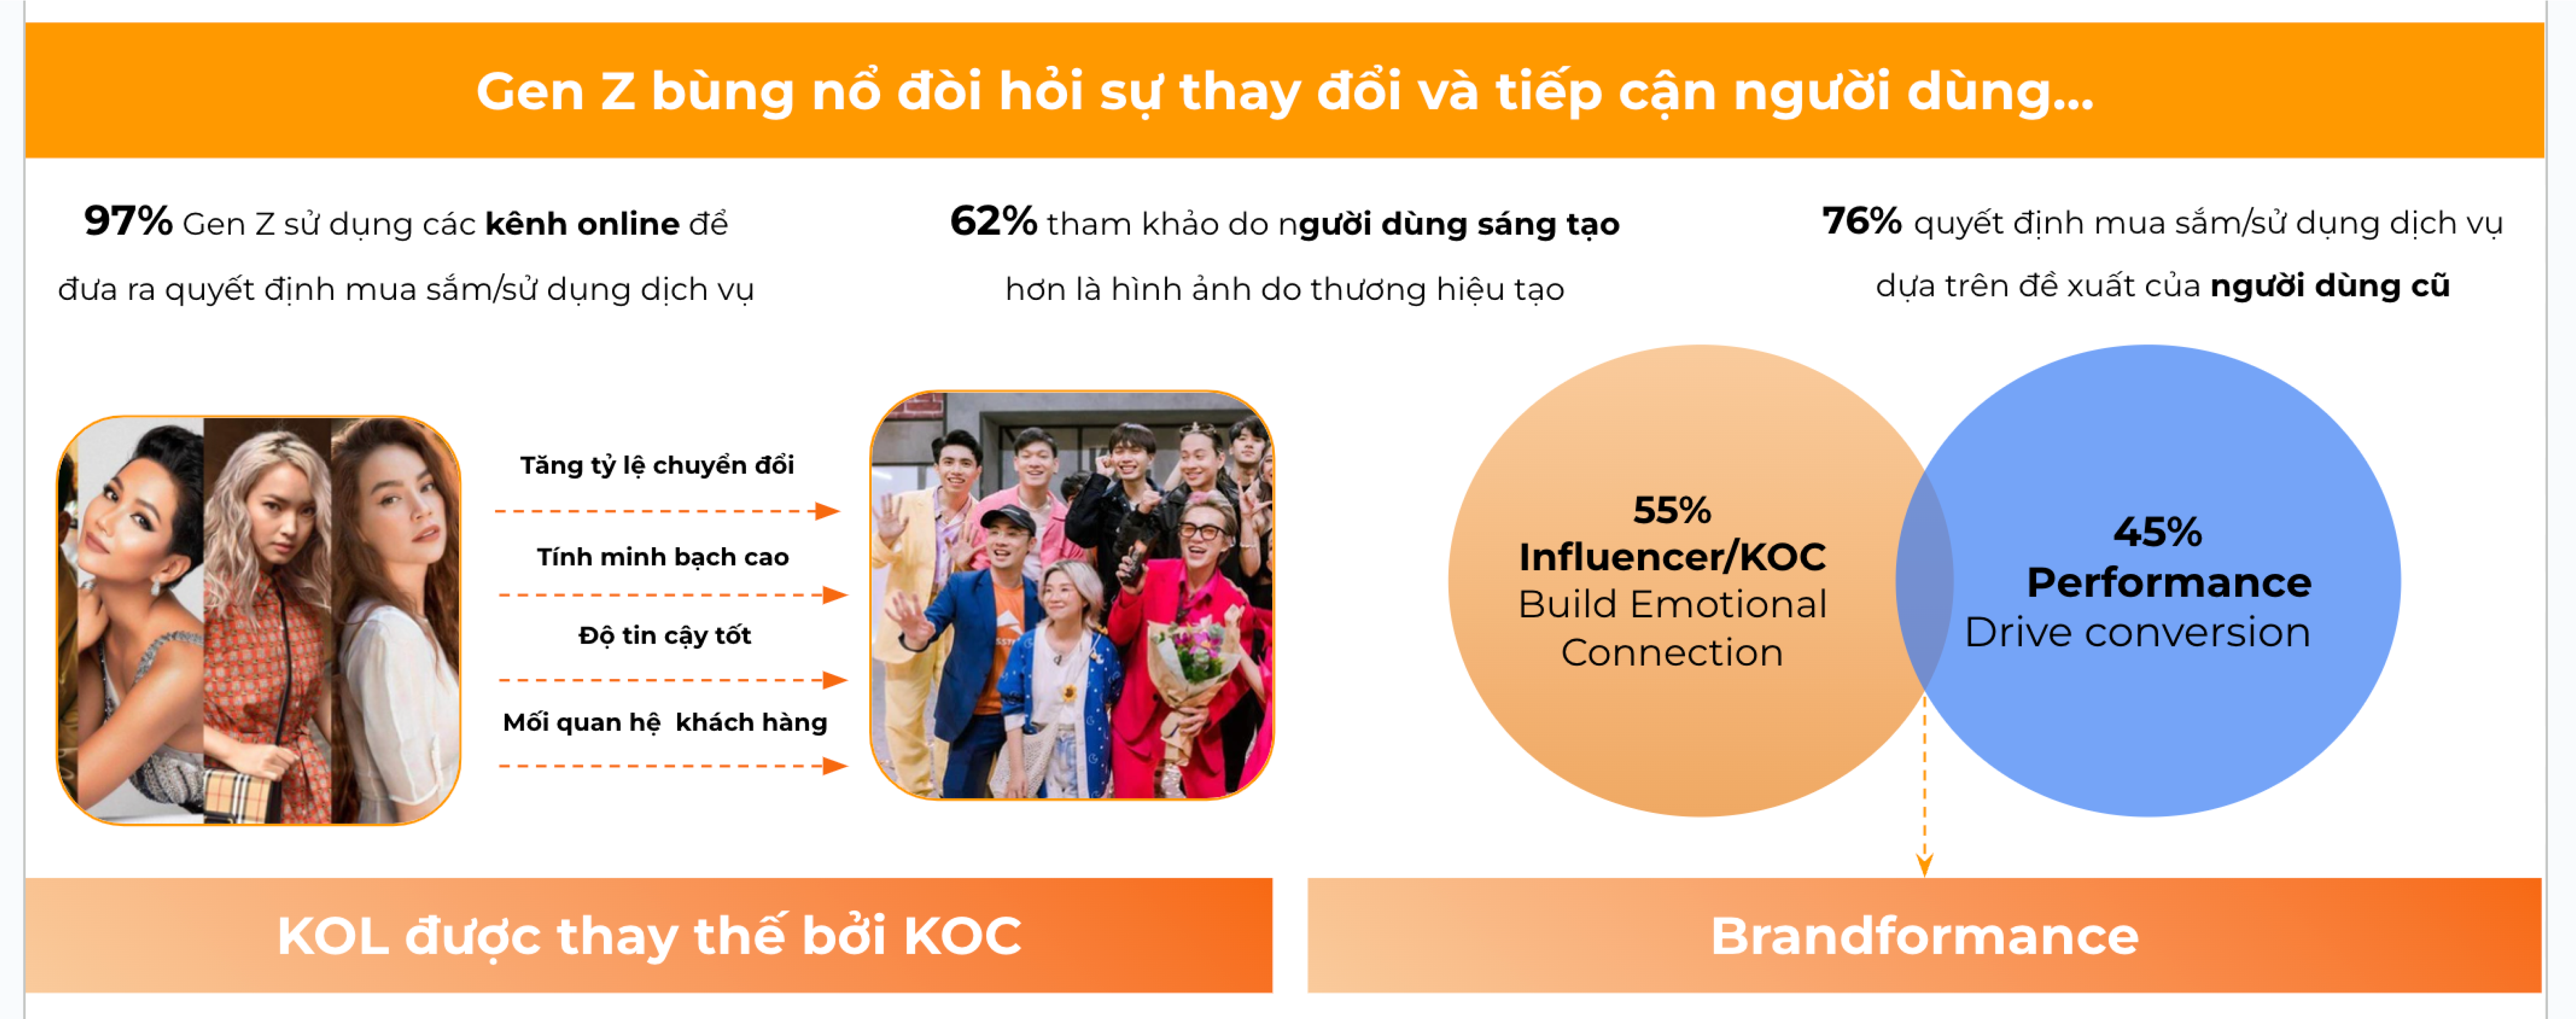 Gen Z bùng nổ đòi hỏi sự thay đổi và tiếp cận người dùng...
97% Gen Z sử dụng các kênh online để
đưa ra quyết định mua sắm/sử dụng dịch vụ
62% tham khảo do người dùng sáng tạo
hơn là hình ảnh do thương hiệu tạo
76% quyết định mua sắm/sử dụng dịch vụ
dựa trên đề xuất của người dùng cũ
Tăng tỷ lệ chuyển đổi
Tính minh bạch cao
Độ tin cậy tốt
Mối quan hệ khách hàng
55%
Influencer/KOC
Build Emotional
Connection
45%
Performance
Drive conversion
KOL được thay thế bởi KOC
Brandformance